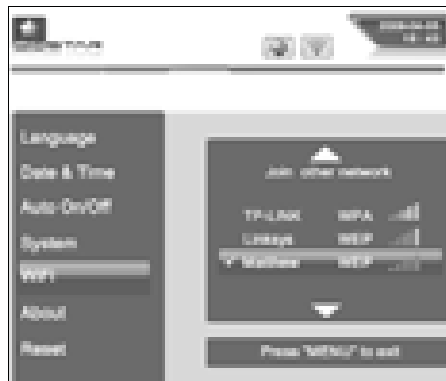 Language
Date & Time
Auto On/Off
System
WIFI
About
Reset
Join other network
TP-LINK WPA
Linksys WEP
✓ Matthew WEP
Press "MENU" to exit